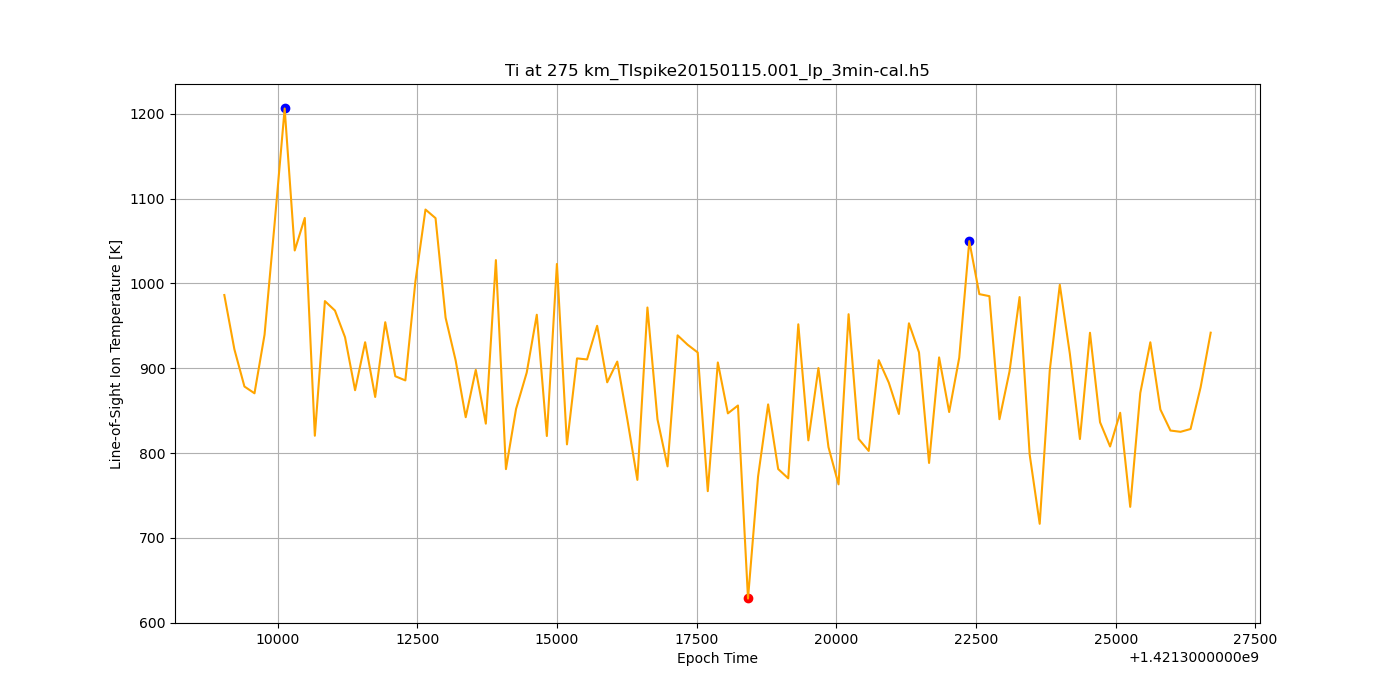 Ti at 275 km_TIspike20150115.001_lp_3min-cal.h5
1200
1100
1000
900
800
700
600
Line-of-Sight Ion Temperature [K]
10000 12500 15000 17500 20000 22500 25000 27500
Epoch Time
+1.4213000000e9